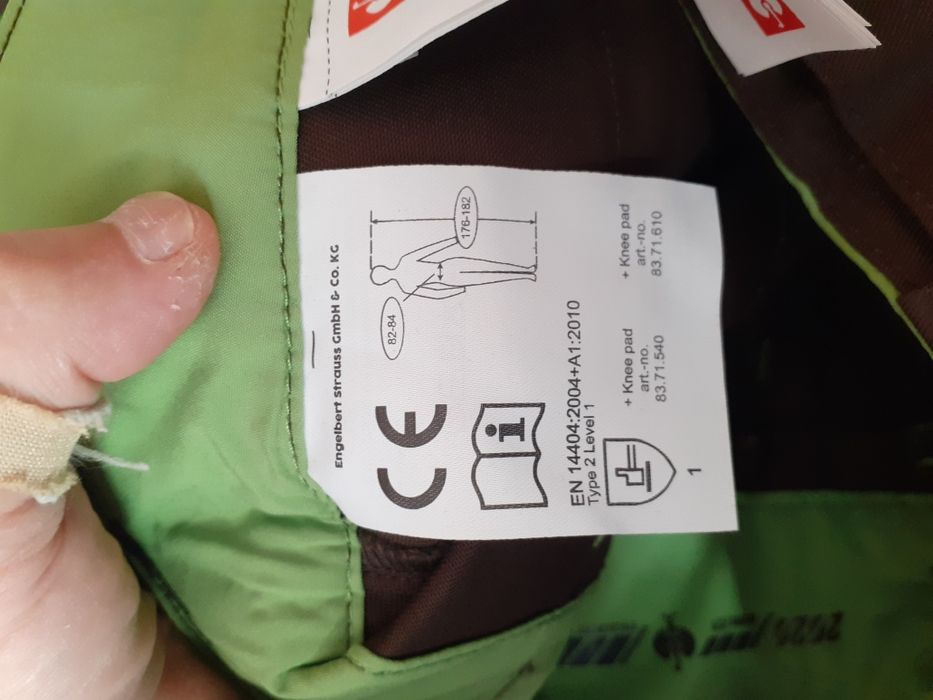 Engelbert strauss GmbH & Co. KG
CE
82-84
176-182
i
EN 14404:2004+A1:2010
Type 2 Level 1
1
+ Knee pad
art.-no.
83.71.540
+ Knee pad
art.-no.
83.71.610